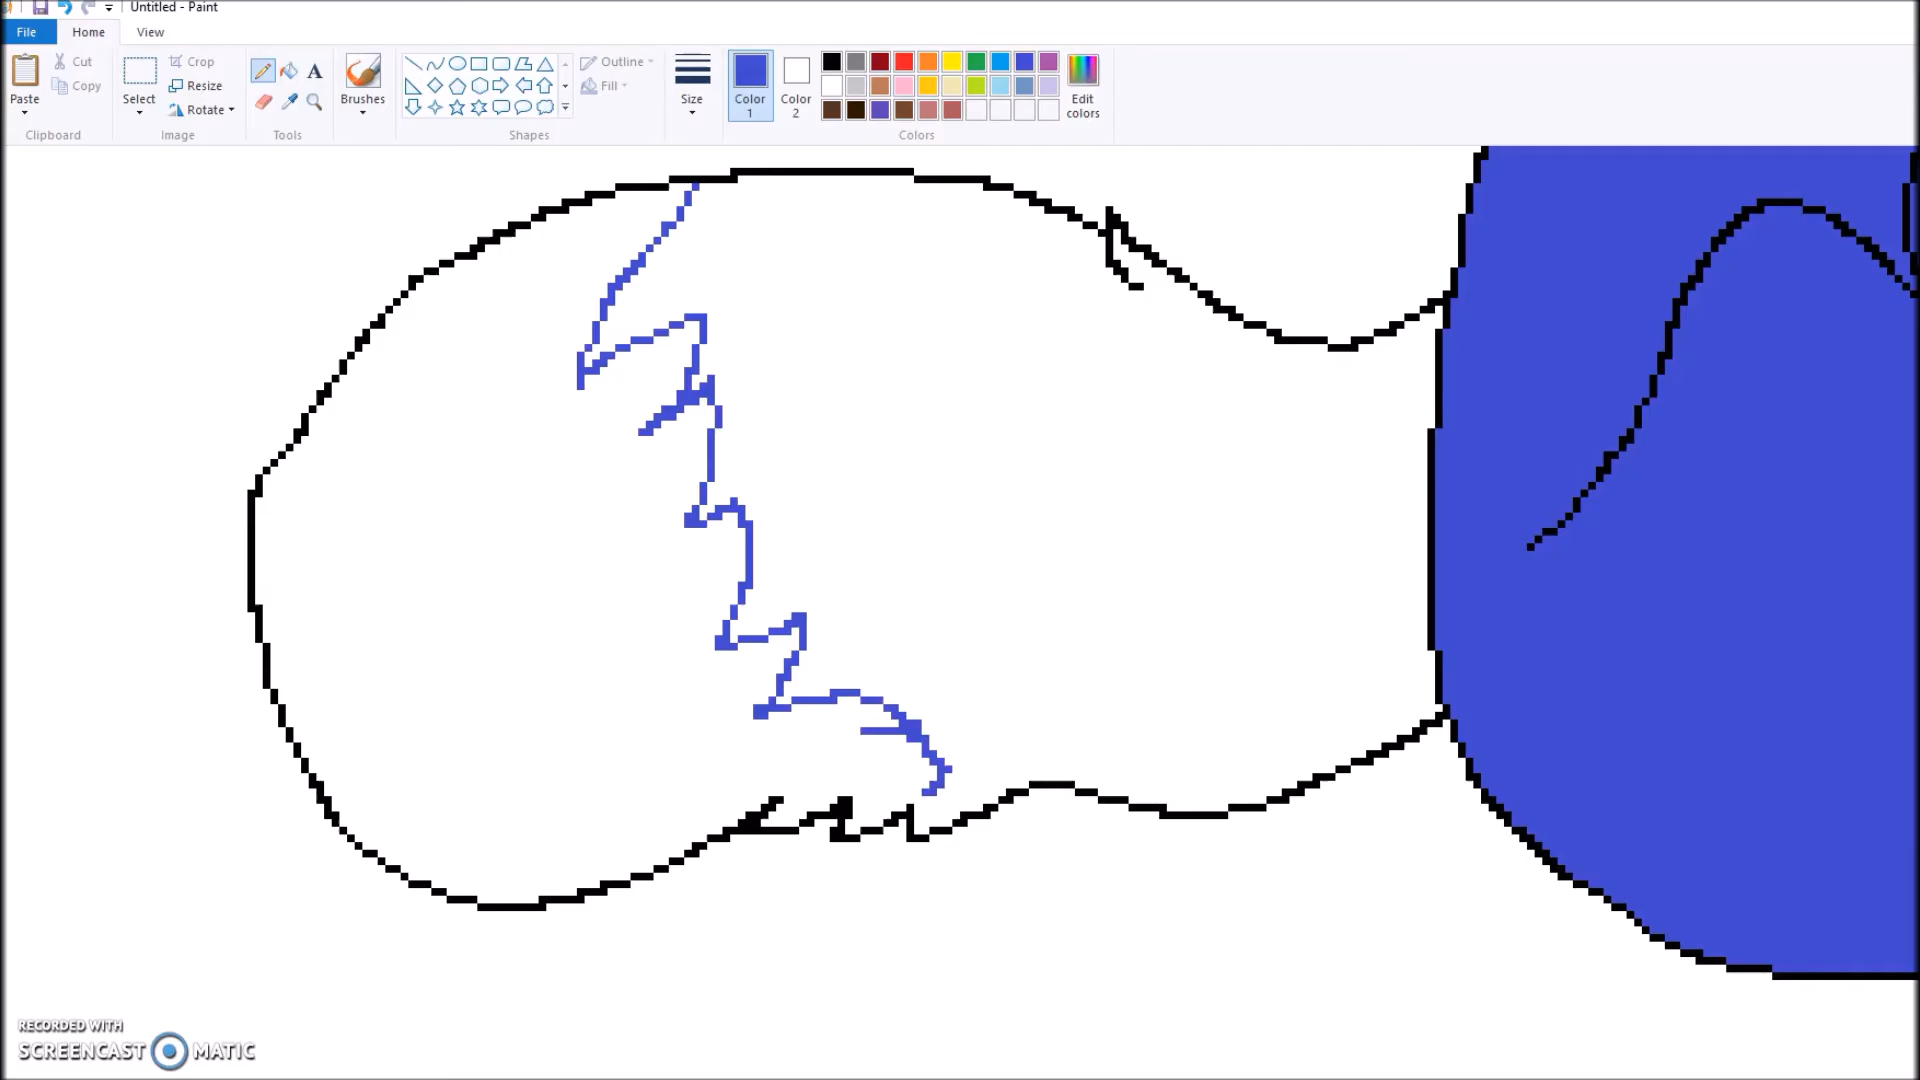 Untitled - Paint
File Home View
Paste
Cut
Copy
Clipboard
Select
Crop
Resize
Rotate
Image
A
Tools
Brushes
Outline
Fill
Shapes
Size
Color 1
Color 2
Edit colors
Colors
RECORDED WITH
SCREENCAST MATIC